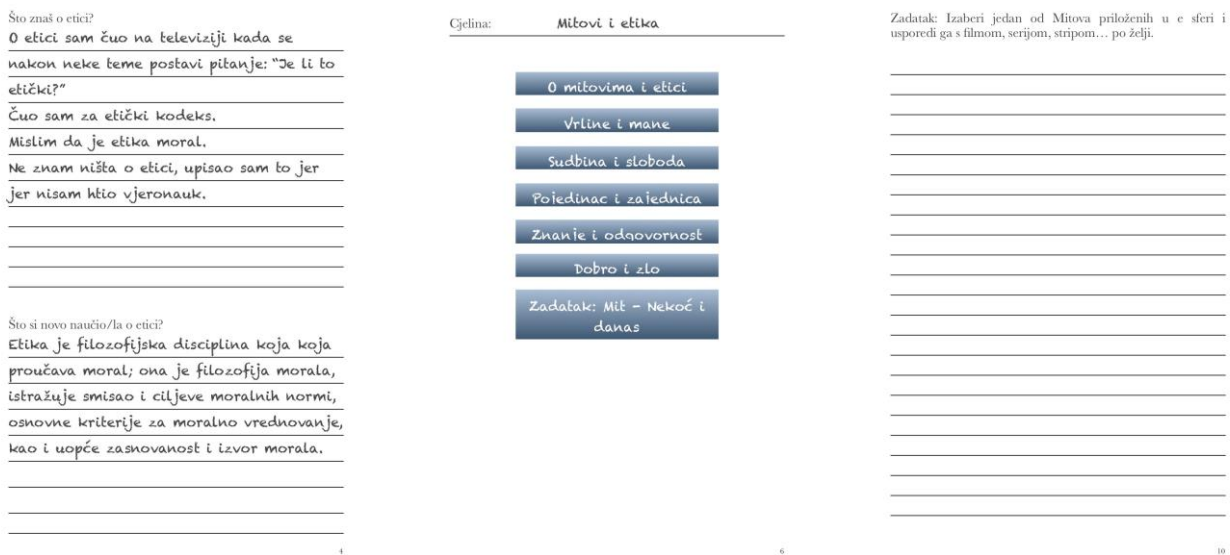 Što znaš o etici?
O etici sam čuo na televiziji kada se
nakon neke teme postavi pitanje: "Je li to
etički?"
Čuo sam za etički kodeks.
Mislim da je etika moral.
Ne znam ništa o etici, upisao sam to jer
jer nisam htio vjeronauk.
Što si novo naučio/la o etici?
Etika je filozofijska disciplina koja koja
proučava moral; ona je filozofija morala,
istražuje smisao i ciljeve moralnih normi,
osnovne kriterije za moralno vrednovanje,
kao i uopće zasnovanost i izvor morala.
4
Cjelina: Mitovi i etika
O mitovima i etici
Vrline i mane
Sudbina i sloboda
Pojedinac i zajednica
Znanje i odgovornost
Dobro i zlo
Zadatak: Mit - Nekoć i
danas
6
Zadatak: Izaberi jedan od Mitova priloženih u e sferi i
usporedi ga s filmom, serijom, stripom… po želji.
10